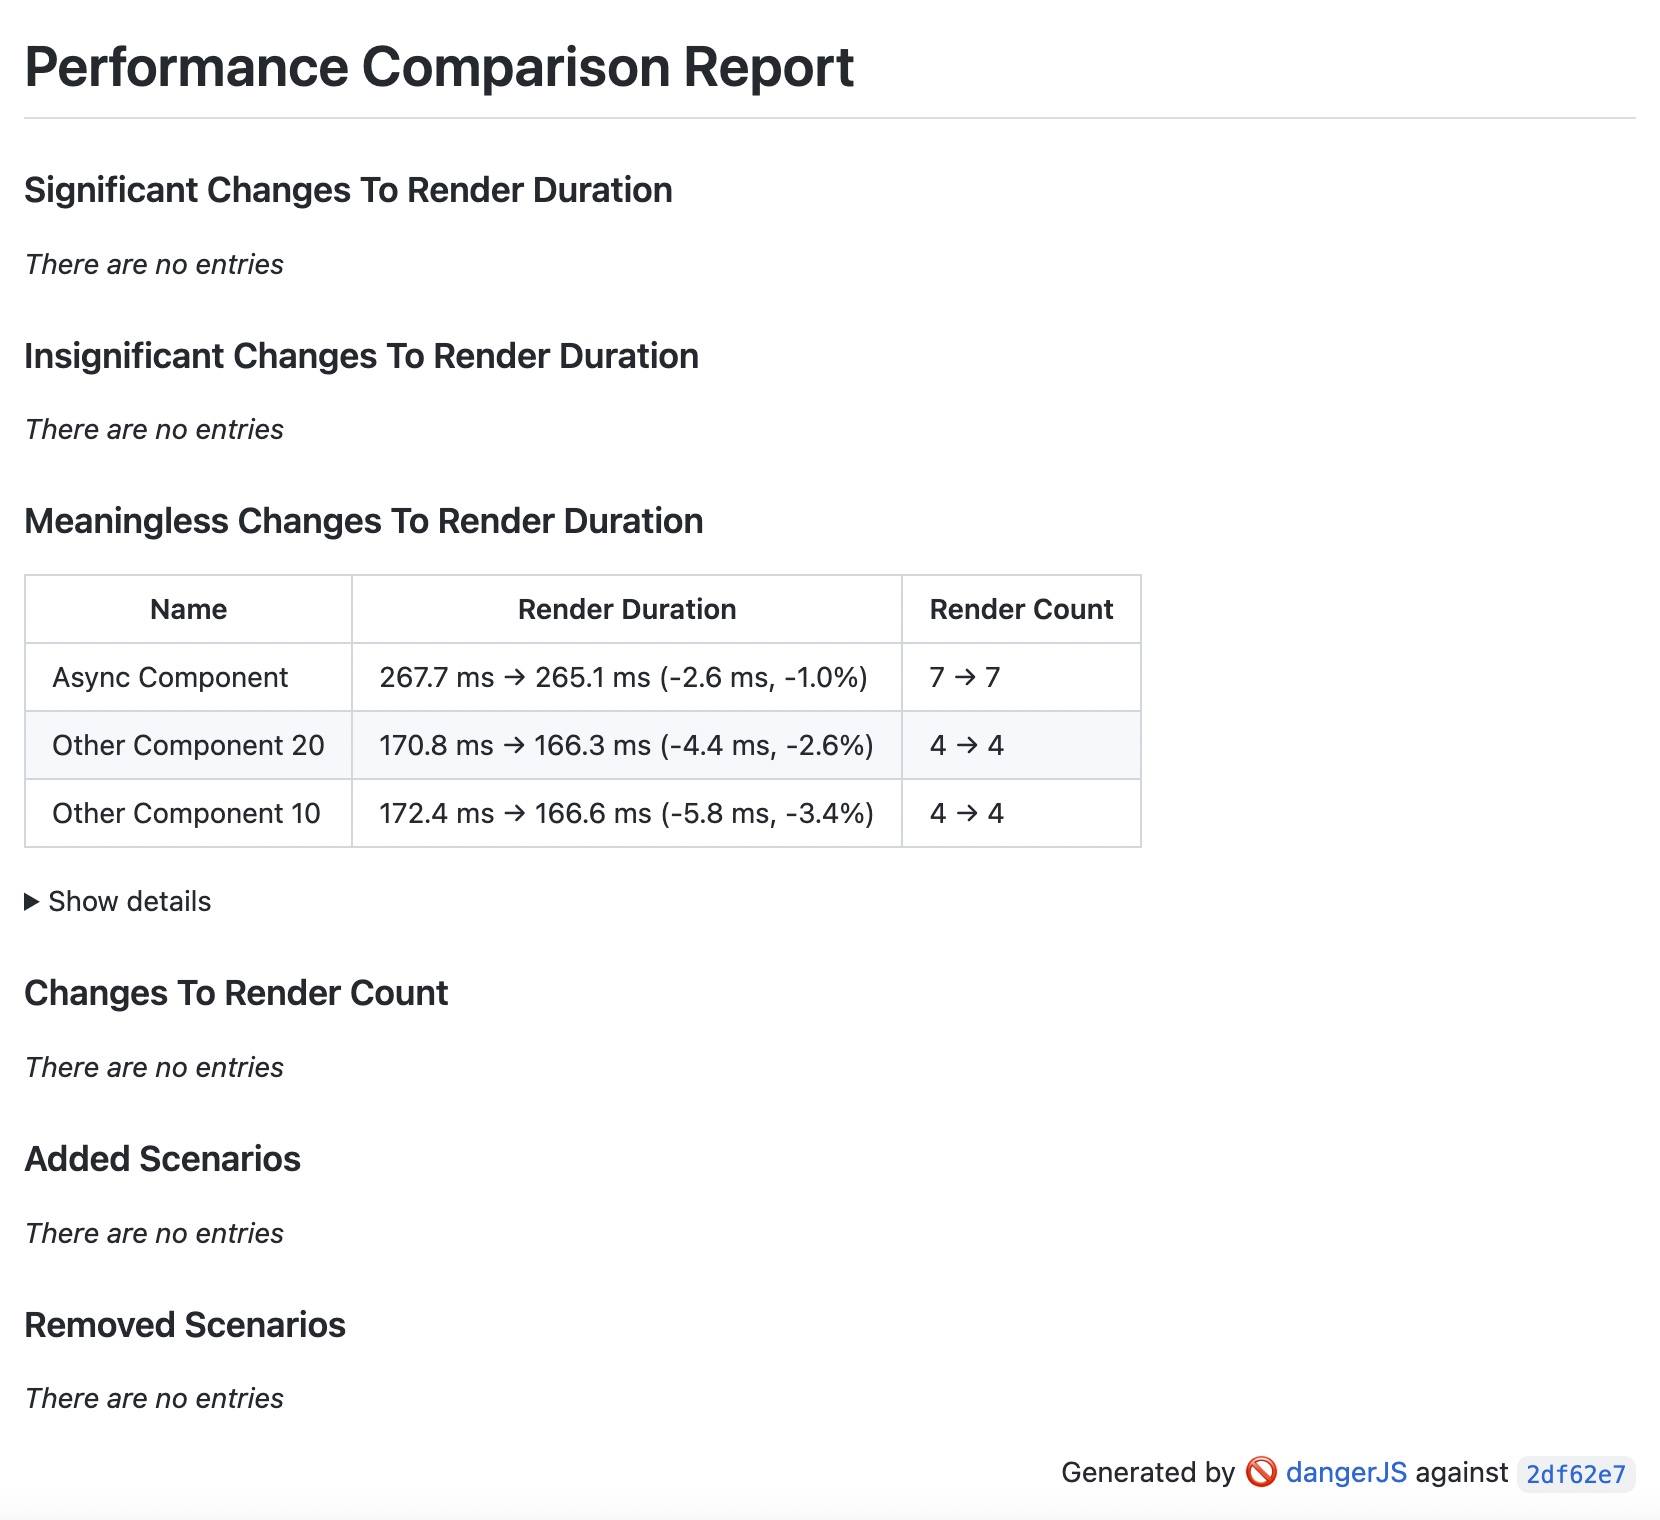 Performance Comparison Report
Significant Changes To Render Duration
There are no entries
Insignificant Changes To Render Duration
There are no entries
Meaningless Changes To Render Duration
Name Render Duration Render Count
Async Component 267.7 ms → 265.1 ms (-2.6 ms, -1.0%) 7 → 7
Other Component 20 170.8 ms → 166.3 ms (-4.4 ms, -2.6%) 4 → 4
Other Component 10 172.4 ms → 166.6 ms (-5.8 ms, -3.4%) 4 → 4
▶ Show details
Changes To Render Count
There are no entries
Added Scenarios
There are no entries
Removed Scenarios
There are no entries
Generated by 🚫 dangerJS against 2df62e7